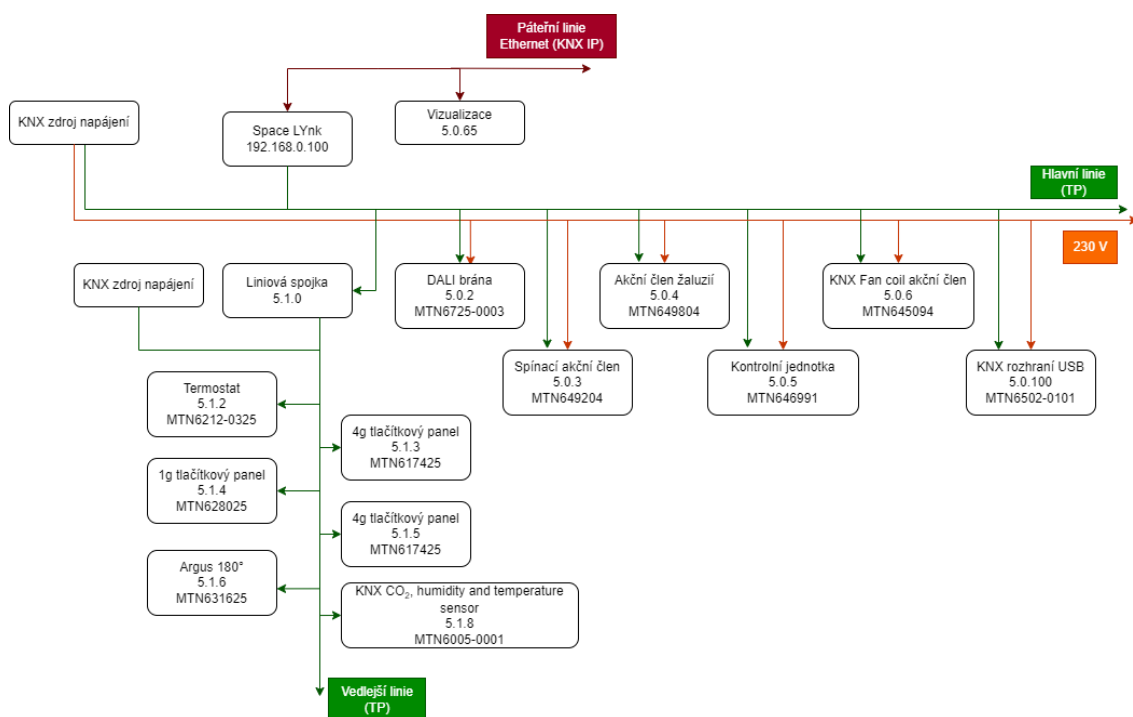 Páteřní linie
Ethernet (KNX IP)
KNX zdroj napájení
Space LYnk
192.168.0.100
Vizualizace
5.0.65
Hlavní linie
(TP)
230 V
KNX zdroj napájení
Liniová spojka
5.1.0
DALI brána
5.0.2
MTN6725-0003
Akční člen žaluzií
5.0.4
MTN649804
KNX Fan coil akční člen
5.0.6
MTN645094
Spínací akční člen
5.0.3
MTN649204
Kontrolní jednotka
5.0.5
MTN646991
KNX rozhraní USB
5.0.100
MTN6502-0101
Termostat
5.1.2
MTN6212-0325
4g tlačítkový panel
5.1.3
MTN617425
1g tlačítkový panel
5.1.4
MTN628025
4g tlačítkový panel
5.1.5
MTN617425
Argus 180°
5.1.6
MTN631625
KNX CO₂, humidity and temperature
sensor
5.1.8
MTN6005-0001
Vedlejší linie
(TP)